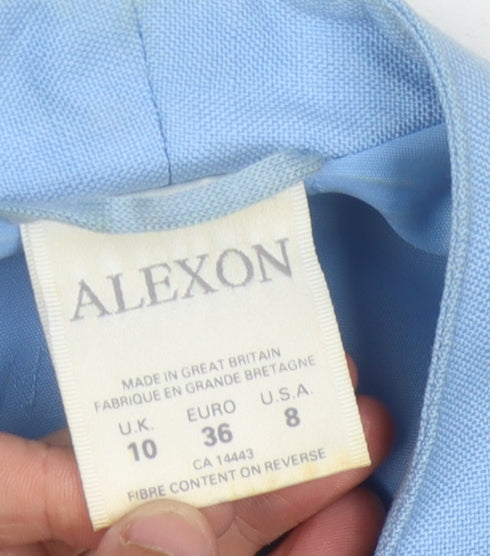 ALEXON
MADE IN GREAT BRITAIN
FABRIQUE EN GRANDE BRETAGNE
U.K. EURO U.S.A.
10 36 8
CA 14443
FIBRE CONTENT ON REVERSE